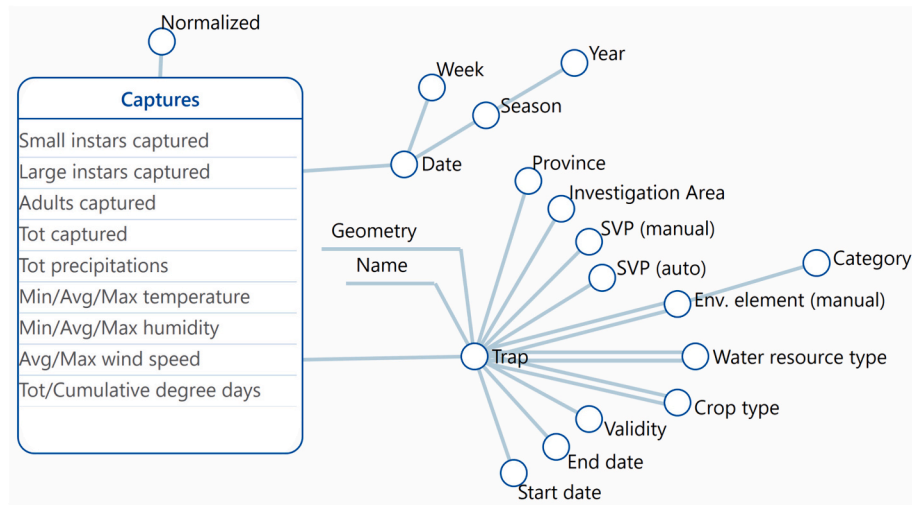 Normalized
Captures
Small instars captured
Large instars captured
Adults captured
Tot captured
Tot precipitations
Min/Avg/Max temperature
Min/Avg/Max humidity
Avg/Max wind speed
Tot/Cumulative degree days
Week
Year
Season
Date
Province
Investigation Area
SVP (manual)
SVP (auto)
Geometry
Name
Category
Env. element (manual)
Trap
Water resource type
Crop type
Validity
End date
Start date